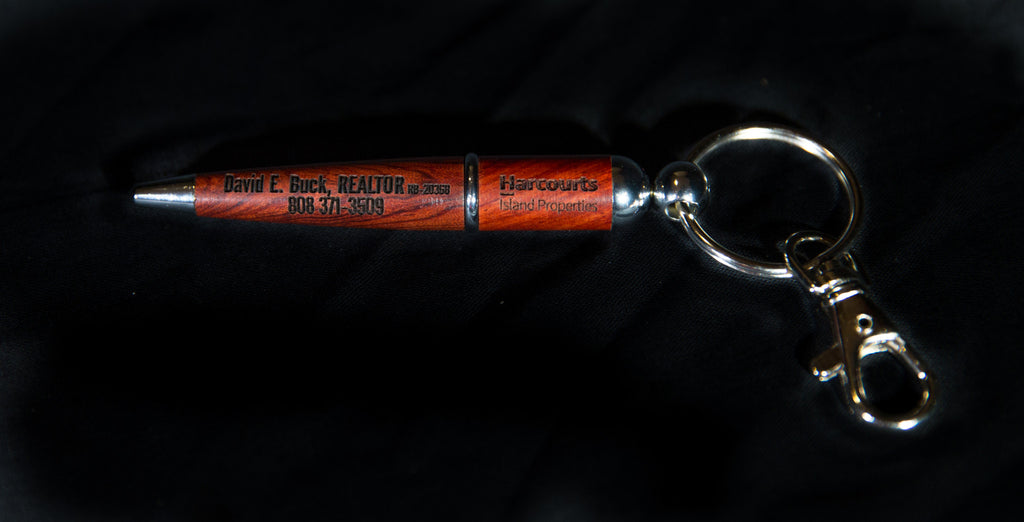 David E. Buck, REALTOR RB-20368
808 371-3509
Harcourts
Island Properties